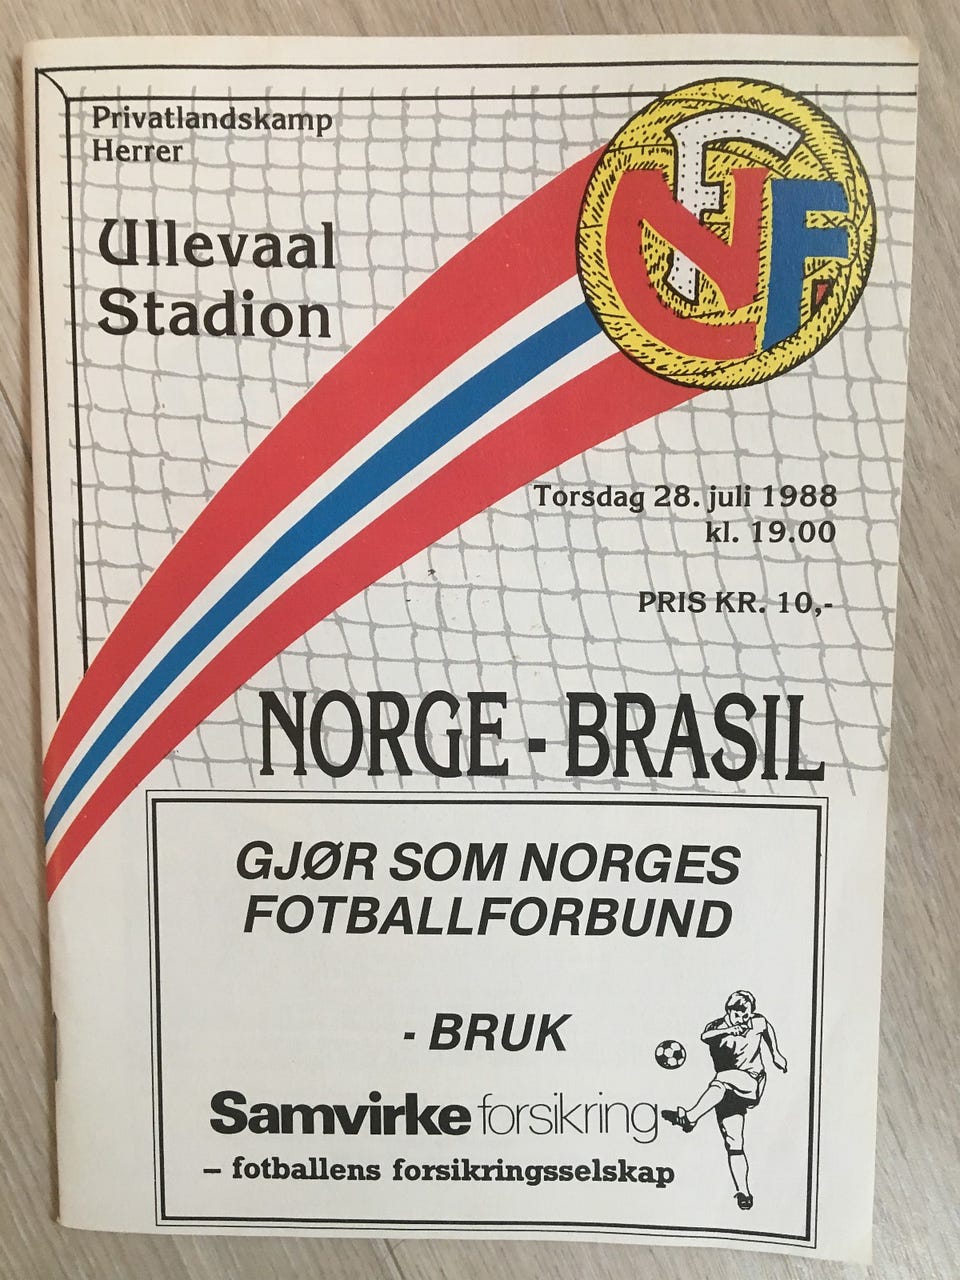 Privatlandskamp
Herrer
Ullevaal
Stadion
NFF
Torsdag 28. juli 1988
kl. 19.00
PRIS KR. 10,-
NORGE - BRASIL
GJØR SOM NORGES
FOTBALLFORBUND
- BRUK
Samvirke forsikring
– fotballens forsikringsselskap